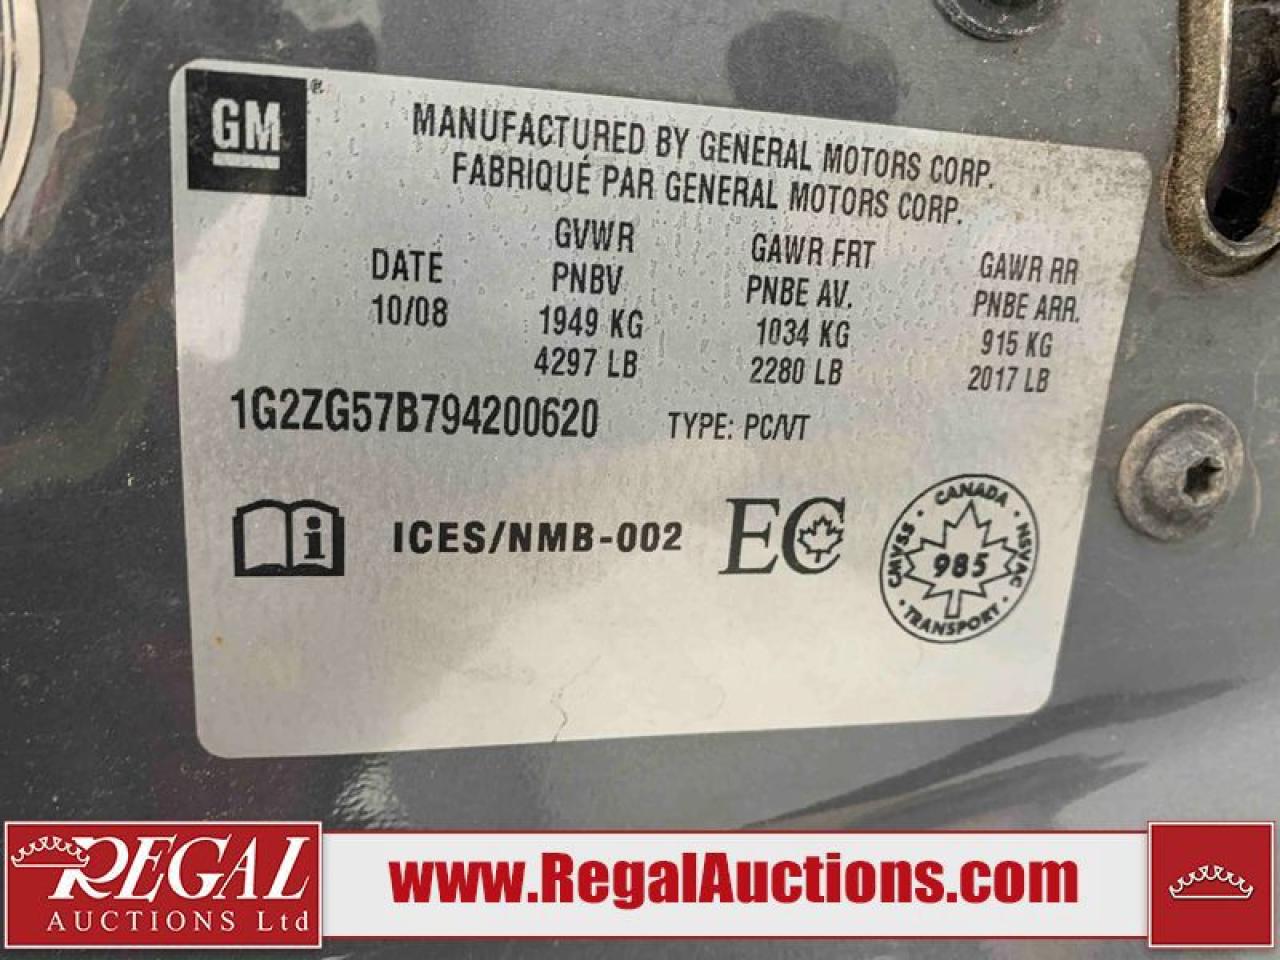 GM®
MANUFACTURED BY GENERAL MOTORS CORP.
FABRIQUÉ PAR GENERAL MOTORS CORP.
DATE
10/08
GVWR
PNBV
1949 KG
4297 LB
GAWR FRT
PNBE AV.
1034 KG
2280 LB
GAWR RR
PNBE ARR.
915 KG
2017 LB
1G2ZG57B794200620 TYPE: PC/VT
i ICES/NMB-002 EC
CANADA
CMVSS 985 NSVAC
TRANSPORT
REGAL
AUCTIONS Ltd
www.RegalAuctions.com